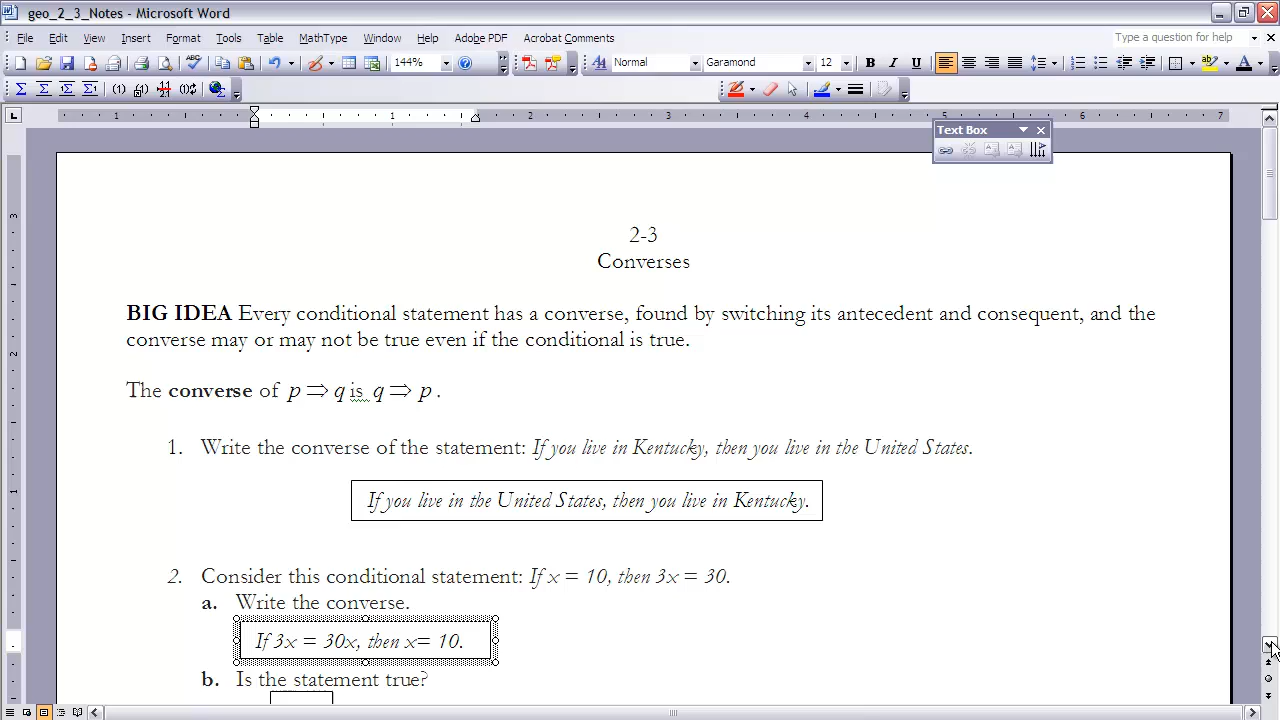 geo_2_3_Notes - Microsoft Word
File Edit View Insert Format Tools Table MathType Window Help Adobe PDF Acrobat Comments
Type a question for help
144% Normal Garamond 12 B I U
Text Box
2-3
Converses
BIG IDEA Every conditional statement has a converse, found by switching its antecedent and consequent, and the
converse may or may not be true even if the conditional is true.
The converse of p ⇒ q is q ⇒ p .
1. Write the converse of the statement: If you live in Kentucky, then you live in the United States.
If you live in the United States, then you live in Kentucky.
2. Consider this conditional statement: If x = 10, then 3x = 30.
a. Write the converse.
If 3x = 30x, then x= 10.
b. Is the statement true?